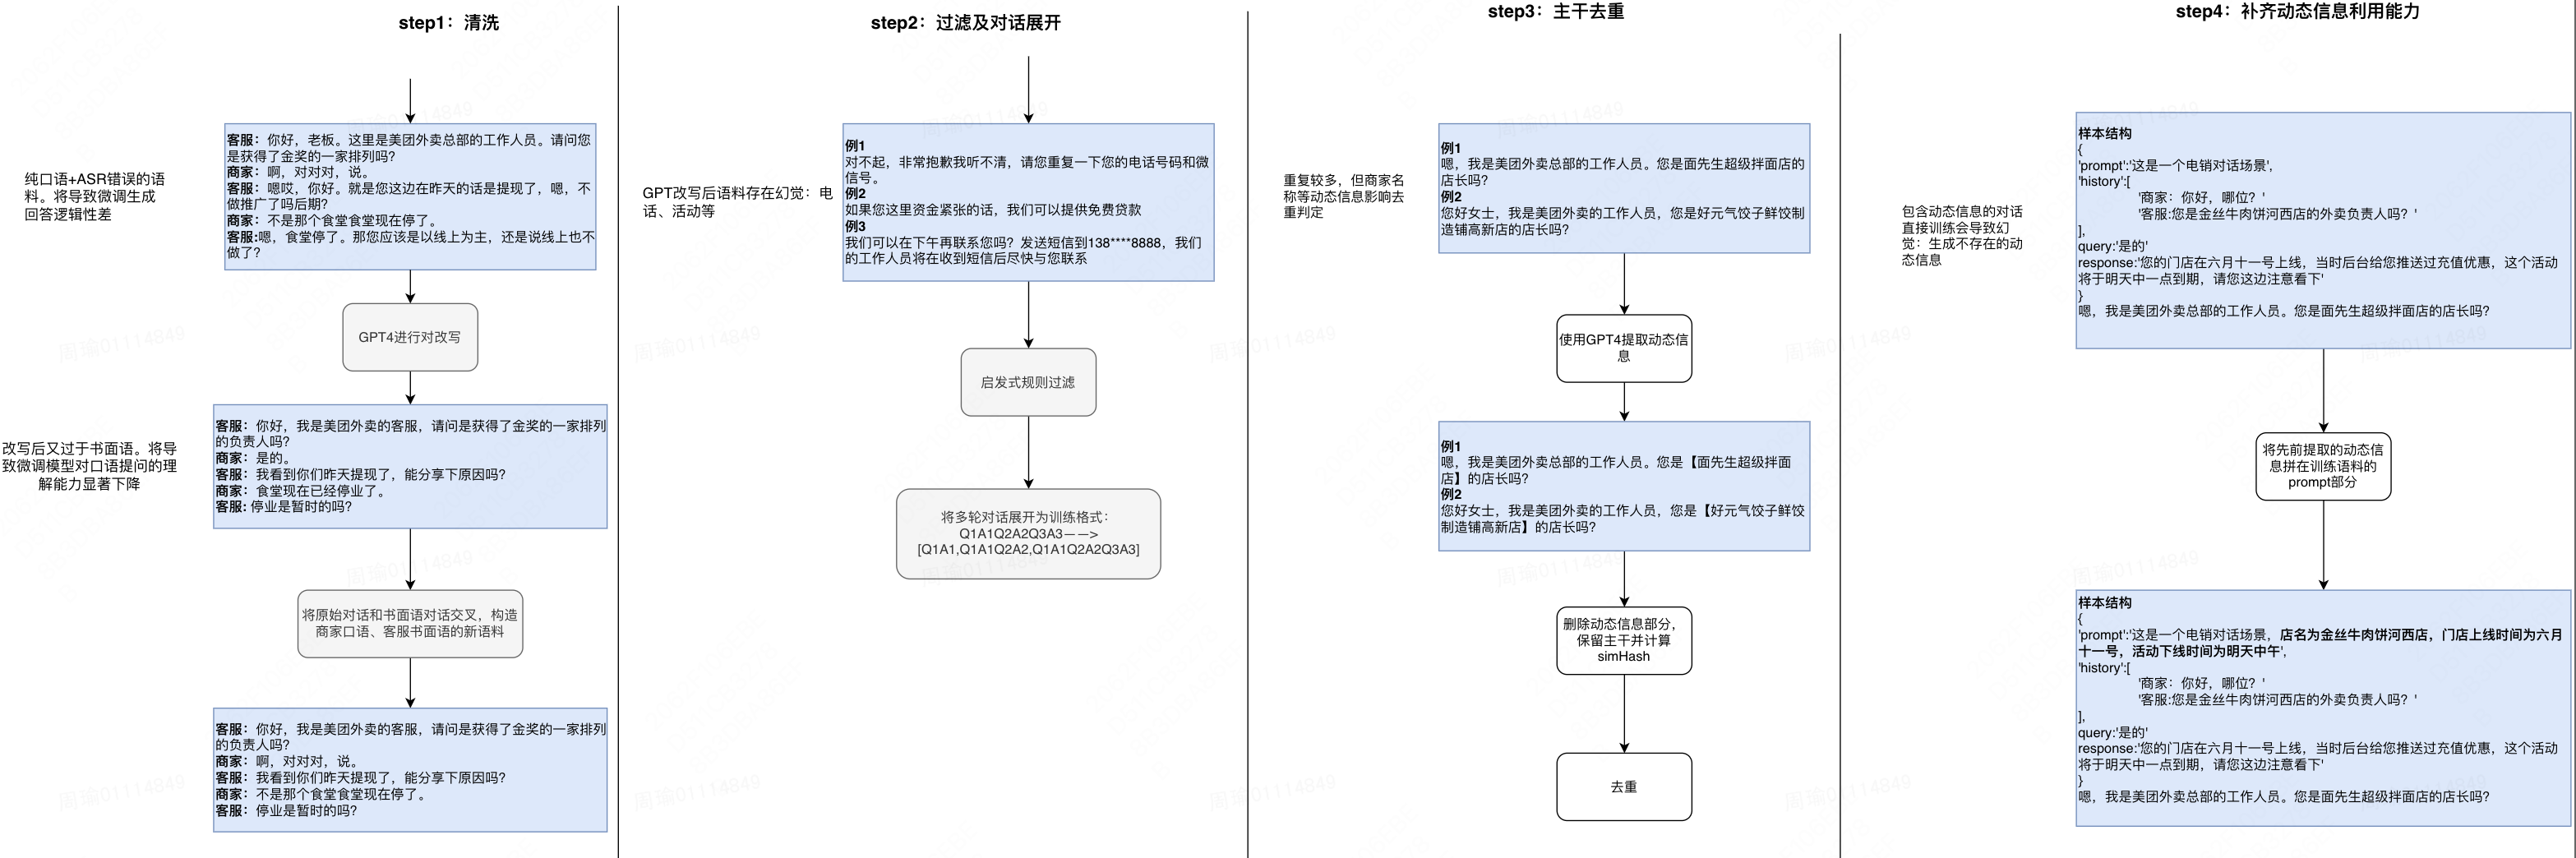 step1：清洗
纯口语+ASR错误的语
料。将导致微调生成
回答逻辑性差
客服：你好，老板。这里是美团外卖总部的工作人员。请问您
是获得了金奖的一家排列吗？
商家：啊，对对对，说。
客服：嗯哎，你好。就是您这边在昨天的话是提现了，嗯，不
做推广了吗后期？
商家：不是那个食堂食堂现在停了。
客服:嗯，食堂停了。那您应该是以线上为主，还是说线上也不
做了？
GPT4进行对改写
改写后又过于书面语。将导
致微调模型对口语提问的理
解能力显著下降
客服：你好，我是美团外卖的客服，请问是获得了金奖的一家排列
的负责人吗？
商家：是的。
客服：我看到你们昨天提现了，能分享下原因吗？
商家：食堂现在已经停业了。
客服: 停业是暂时的吗？
将原始对话和书面语对话交叉，构造
商家口语、客服书面语的新语料
客服：你好，我是美团外卖的客服，请问是获得了金奖的一家排列
的负责人吗？
商家：啊，对对对，说。
客服：我看到你们昨天提现了，能分享下原因吗？
商家：不是那个食堂食堂现在停了。
客服：停业是暂时的吗？
step2：过滤及对话展开
GPT改写后语料存在幻觉：电
话、活动等
例1
对不起，非常抱歉我听不清，请您重复一下您的电话号码和微
信号。
例2
如果您这里资金紧张的话，我们可以提供免费贷款
例3
我们可以在下午再联系您吗？发送短信到138****8888，我们
的工作人员将在收到短信后尽快与您联系
启发式规则过滤
将多轮对话展开为训练格式：
Q1A1Q2A2Q3A3——>
[Q1A1,Q1A1Q2A2,Q1A1Q2A2Q3A3]
step3：主干去重
重复较多，但商家名
称等动态信息影响去
重判定
例1
嗯，我是美团外卖总部的工作人员。您是面先生超级拌面店的
店长吗？
例2
您好女士，我是美团外卖的工作人员，您是好元气饺子鲜饺制
造铺高新店的店长吗？
使用GPT4提取动态信
息
例1
嗯，我是美团外卖总部的工作人员。您是【面先生超级拌面
店】的店长吗？
例2
您好女士，我是美团外卖的工作人员，您是【好元气饺子鲜饺
制造铺高新店】的店长吗？
删除动态信息部分，
保留主干并计算
simHash
去重
step4：补齐动态信息利用能力
包含动态信息的对话
直接训练会导致幻
觉：生成不存在的动
态信息
样本结构
{
'prompt':'这是一个电销对话场景',
'history':[
'商家：你好，哪位？'
'客服:您是金丝牛肉饼河西店的外卖负责人吗？'
],
query:'是的'
response:'您的门店在六月十一号上线，当时后台给您推送过充值优惠，这个活动
将于明天中一点到期，请您这边注意看下'
}
嗯，我是美团外卖总部的工作人员。您是面先生超级拌面店的店长吗？
将先前提取的动态信
息拼在训练语料的
prompt部分
样本结构
{
'prompt':'这是一个电销对话场景，店名为金丝牛肉饼河西店，门店上线时间为六月
十一号，活动下线时间为明天中午',
'history':[
'商家：你好，哪位？'
'客服:您是金丝牛肉饼河西店的外卖负责人吗？'
],
query:'是的'
response:'您的门店在六月十一号上线，当时后台给您推送过充值优惠，这个活动
将于明天中一点到期，请您这边注意看下'
}
嗯，我是美团外卖总部的工作人员。您是面先生超级拌面店的店长吗？
周瑜01114849